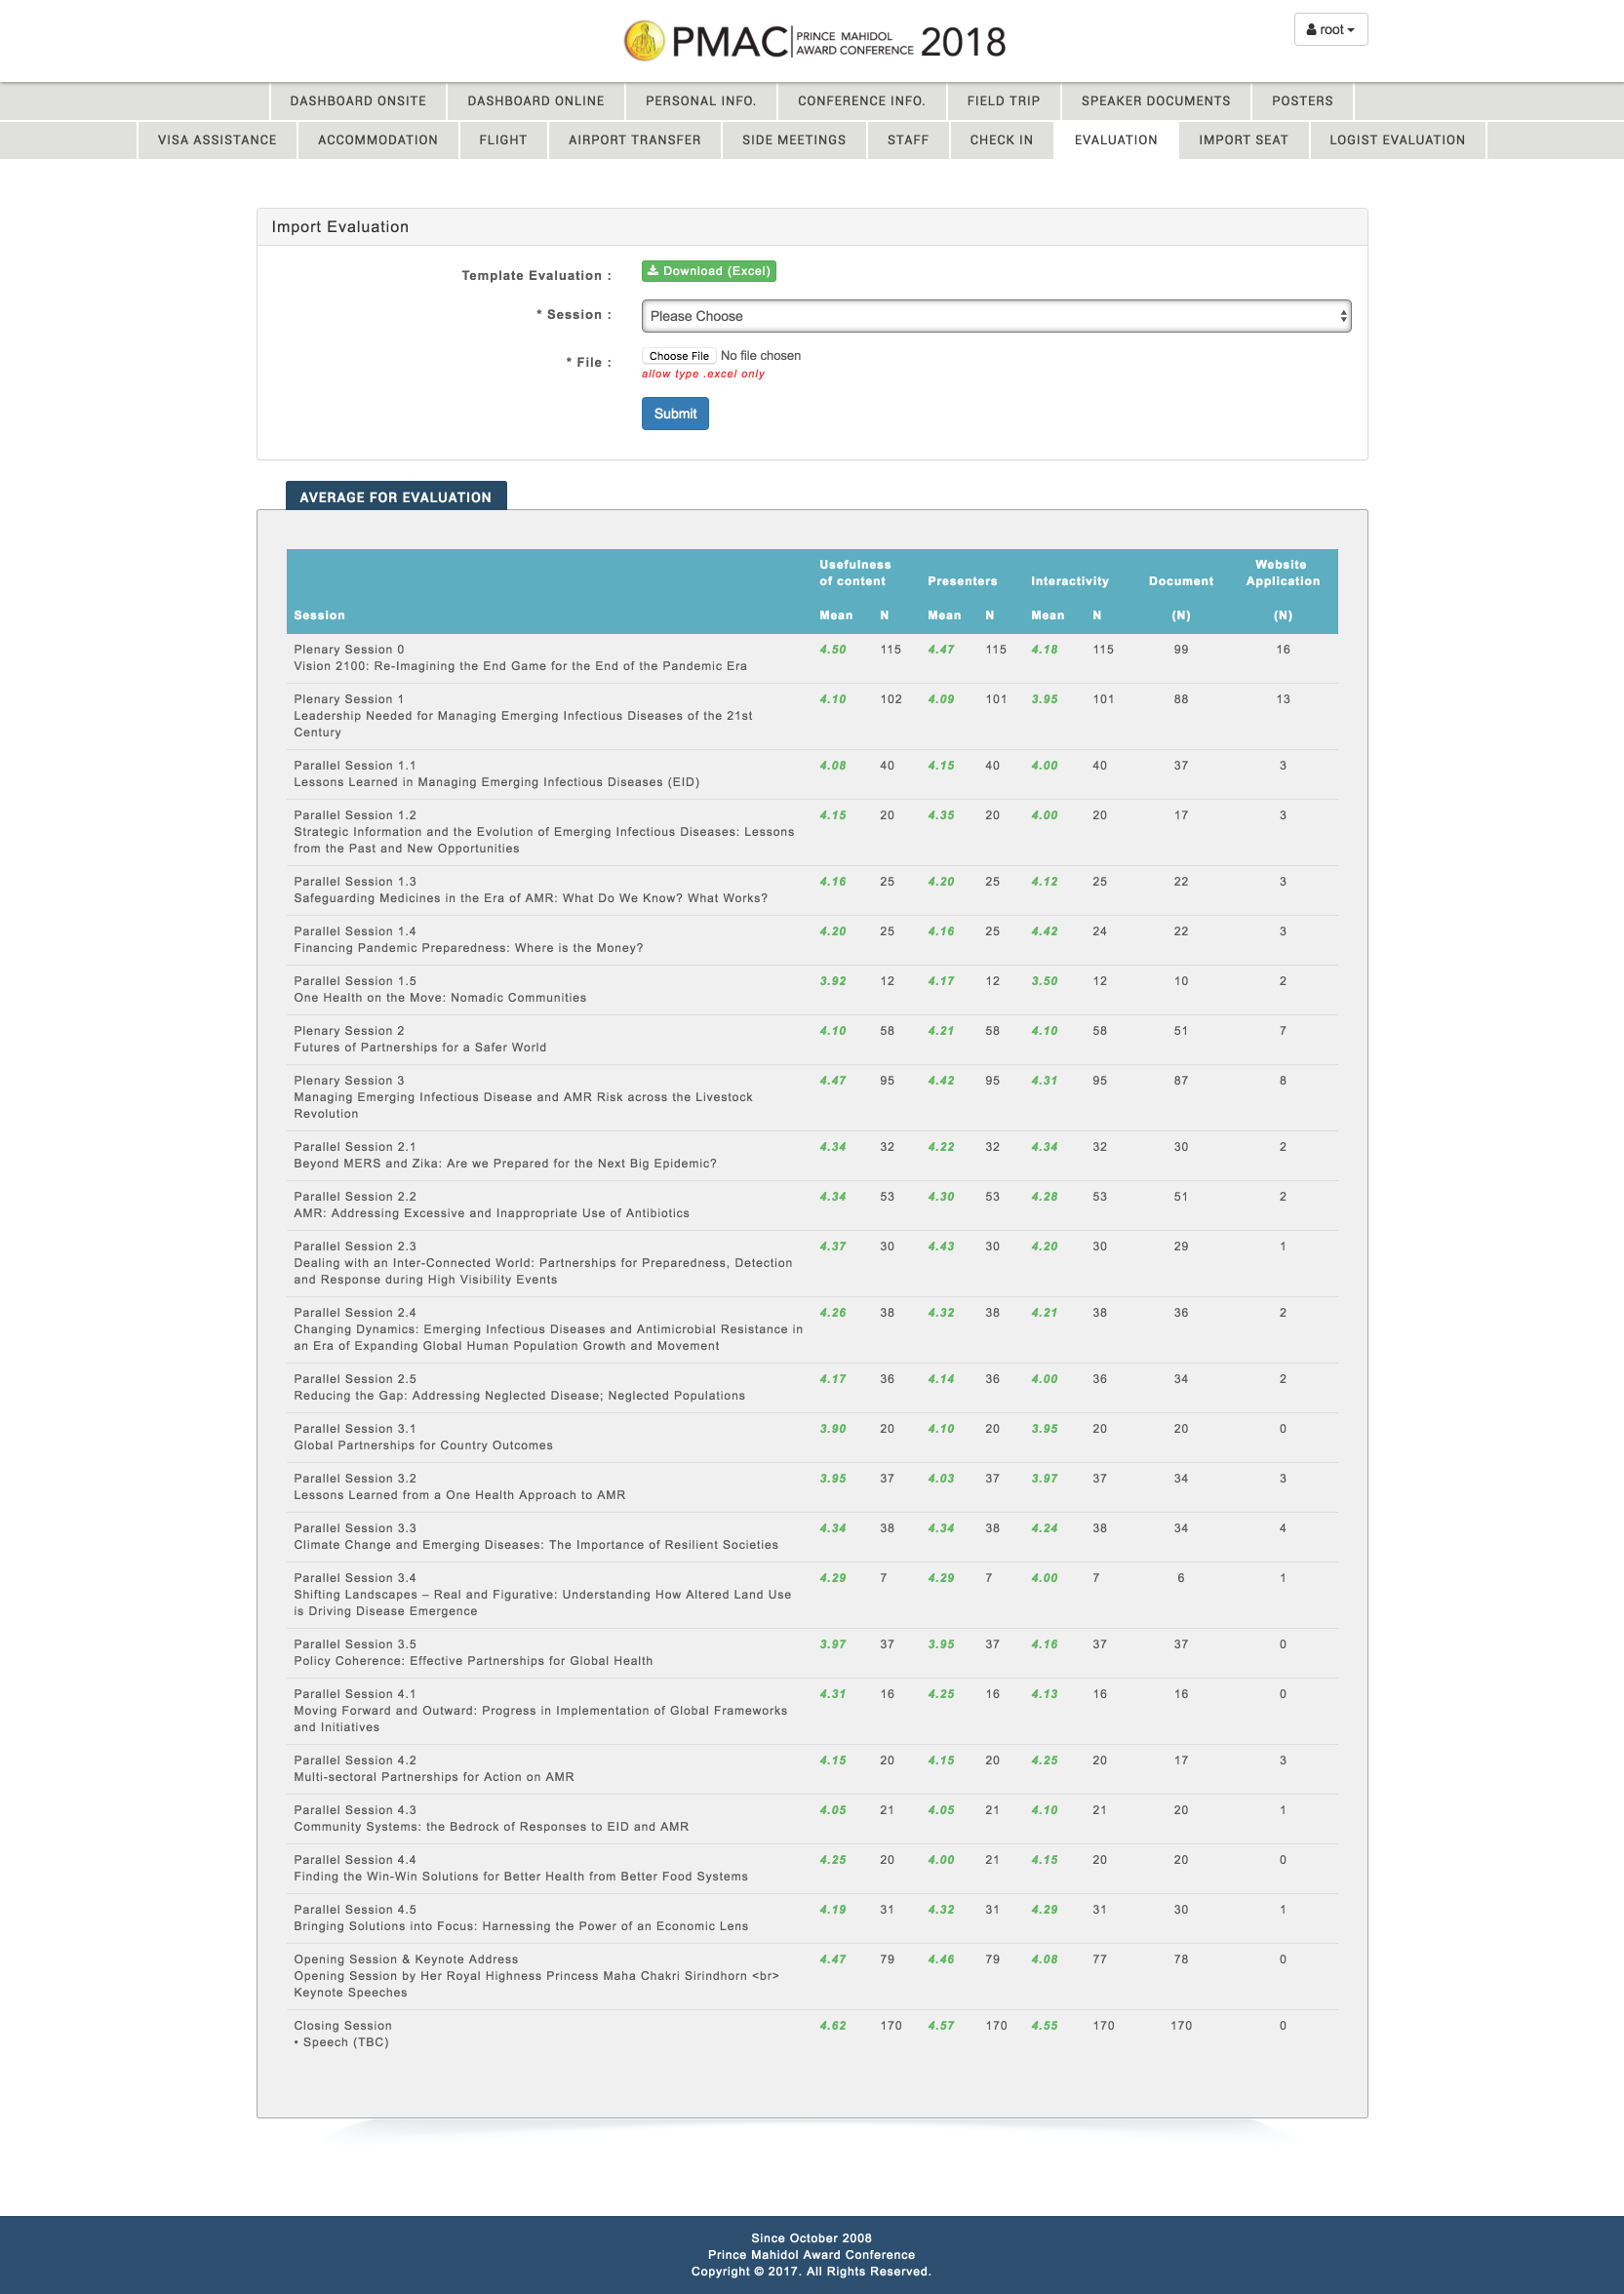 PMAC PRINCE MAHIDOL AWARD CONFERENCE 2018
root
DASHBOARD ONSITE DASHBOARD ONLINE PERSONAL INFO. CONFERENCE INFO. FIELD TRIP SPEAKER DOCUMENTS POSTERS
VISA ASSISTANCE ACCOMMODATION FLIGHT AIRPORT TRANSFER SIDE MEETINGS STAFF CHECK IN EVALUATION IMPORT SEAT LOGIST EVALUATION
Import Evaluation
Template Evaluation : Download (Excel)
* Session : Please Choose
* File : Choose File No file chosen
allow type .excel only
Submit
AVERAGE FOR EVALUATION
Usefulness Website
of content Presenters Interactivity Document Application
Session Mean N Mean N Mean N (N) (N)
Plenary Session 0 4.50 115 4.47 115 4.18 115 99 16
Vision 2100: Re-Imagining the End Game for the End of the Pandemic Era
Plenary Session 1 4.10 102 4.09 101 3.95 101 88 13
Leadership Needed for Managing Emerging Infectious Diseases of the 21st
Century
Parallel Session 1.1 4.08 40 4.15 40 4.00 40 37 3
Lessons Learned in Managing Emerging Infectious Diseases (EID)
Parallel Session 1.2 4.15 20 4.35 20 4.00 20 17 3
Strategic Information and the Evolution of Emerging Infectious Diseases: Lessons
from the Past and New Opportunities
Parallel Session 1.3 4.16 25 4.20 25 4.12 25 22 3
Safeguarding Medicines in the Era of AMR: What Do We Know? What Works?
Parallel Session 1.4 4.20 25 4.16 25 4.42 24 22 3
Financing Pandemic Preparedness: Where is the Money?
Parallel Session 1.5 3.92 12 4.17 12 3.50 12 10 2
One Health on the Move: Nomadic Communities
Plenary Session 2 4.10 58 4.21 58 4.10 58 51 7
Futures of Partnerships for a Safer World
Plenary Session 3 4.47 95 4.42 95 4.31 95 87 8
Managing Emerging Infectious Disease and AMR Risk across the Livestock
Revolution
Parallel Session 2.1 4.34 32 4.22 32 4.34 32 30 2
Beyond MERS and Zika: Are we Prepared for the Next Big Epidemic?
Parallel Session 2.2 4.34 53 4.30 53 4.28 53 51 2
AMR: Addressing Excessive and Inappropriate Use of Antibiotics
Parallel Session 2.3 4.37 30 4.43 30 4.20 30 29 1
Dealing with an Inter-Connected World: Partnerships for Preparedness, Detection
and Response during High Visibility Events
Parallel Session 2.4 4.26 38 4.32 38 4.21 38 36 2
Changing Dynamics: Emerging Infectious Diseases and Antimicrobial Resistance in
an Era of Expanding Global Human Population Growth and Movement
Parallel Session 2.5 4.17 36 4.14 36 4.00 36 34 2
Reducing the Gap: Addressing Neglected Disease; Neglected Populations
Parallel Session 3.1 3.90 20 4.10 20 3.95 20 20 0
Global Partnerships for Country Outcomes
Parallel Session 3.2 3.95 37 4.03 37 3.97 37 34 3
Lessons Learned from a One Health Approach to AMR
Parallel Session 3.3 4.34 38 4.34 38 4.24 38 34 4
Climate Change and Emerging Diseases: The Importance of Resilient Societies
Parallel Session 3.4 4.29 7 4.29 7 4.00 7 6 1
Shifting Landscapes – Real and Figurative: Understanding How Altered Land Use
is Driving Disease Emergence
Parallel Session 3.5 3.97 37 3.95 37 4.16 37 37 0
Policy Coherence: Effective Partnerships for Global Health
Parallel Session 4.1 4.31 16 4.25 16 4.13 16 16 0
Moving Forward and Outward: Progress in Implementation of Global Frameworks
and Initiatives
Parallel Session 4.2 4.15 20 4.15 20 4.25 20 17 3
Multi-sectoral Partnerships for Action on AMR
Parallel Session 4.3 4.05 21 4.05 21 4.10 21 20 1
Community Systems: the Bedrock of Responses to EID and AMR
Parallel Session 4.4 4.25 20 4.00 21 4.15 20 20 0
Finding the Win-Win Solutions for Better Health from Better Food Systems
Parallel Session 4.5 4.19 31 4.32 31 4.29 31 30 1
Bringing Solutions into Focus: Harnessing the Power of an Economic Lens
Opening Session & Keynote Address 4.47 79 4.46 79 4.08 77 78 0
Opening Session by Her Royal Highness Princess Maha Chakri Sirindhorn <br>
Keynote Speeches
Closing Session 4.62 170 4.57 170 4.55 170 170 0
• Speech (TBC)
Since October 2008
Prince Mahidol Award Conference
Copyright © 2017. All Rights Reserved.